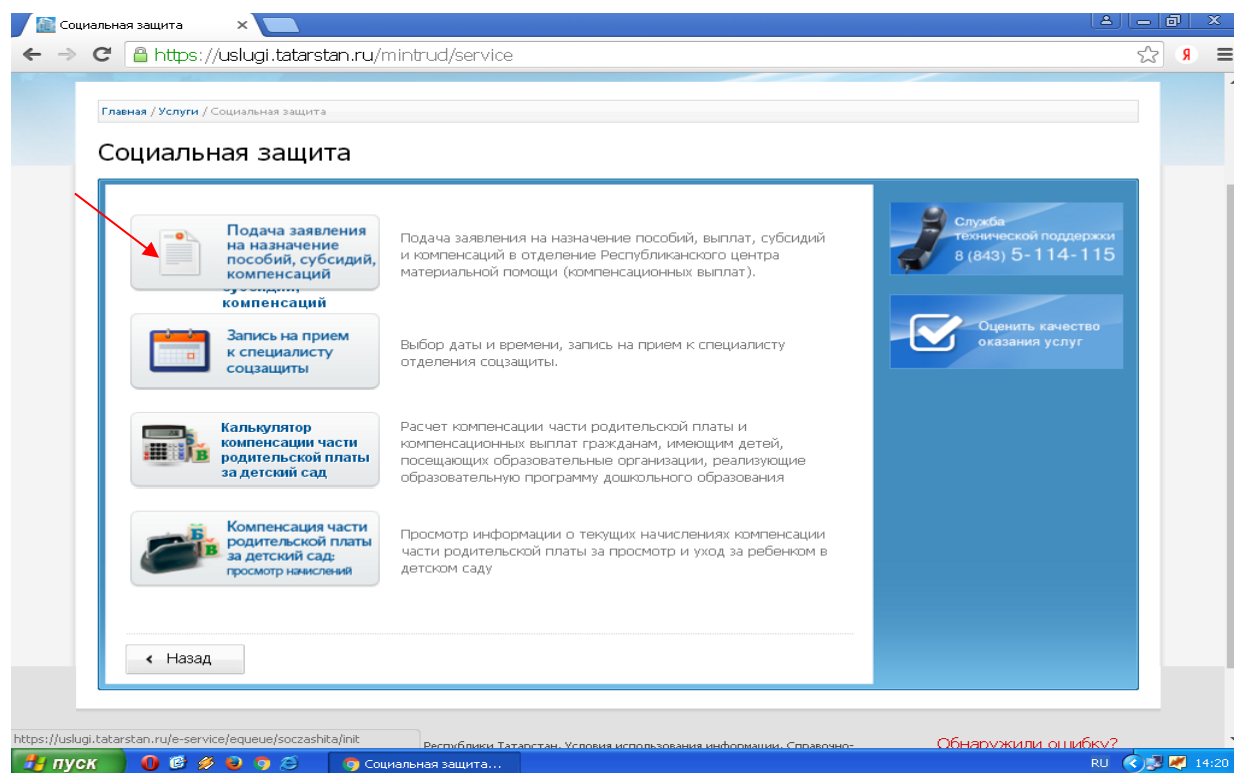 Социальная защита
https://uslugi.tatarstan.ru/mintrud/service
Я
Главная / Услуги / Социальная защита
Социальная защита
Подача заявления
на назначение
пособий, субсидий,
компенсаций
компенсаций
Подача заявления на назначение пособий, выплат, субсидий
и компенсаций в отделение Республиканского центра
материальной помощи (компенсационных выплат).
Запись на прием
к специалисту
соцзащиты
Выбор даты и времени, запись на прием к специалисту
отделения соцзащиты.
Калькулятор
компенсации части
родительской платы
за детский сад
Расчет компенсации части родительской платы и
компенсационных выплат гражданам, имеющим детей,
посещающих образовательные организации, реализующие
образовательную программу дошкольного образования
Компенсация части
родительской платы
за детский сад:
просмотр начислений
Просмотр информации о текущих начислениях компенсации
части родительской платы за просмотр и уход за ребенком в
детском саду
Назад
Служба
технической поддержки
8 (843) 5-114-115
Оценить качество
оказания услуг
https://uslugi.tatarstan.ru/e-service/equeue/soczashita/init
Республики Татарстан. Условия использования информации. Справочно-
Обнаружили ошибку?
пуск
Социальная защита...
RU
14:20